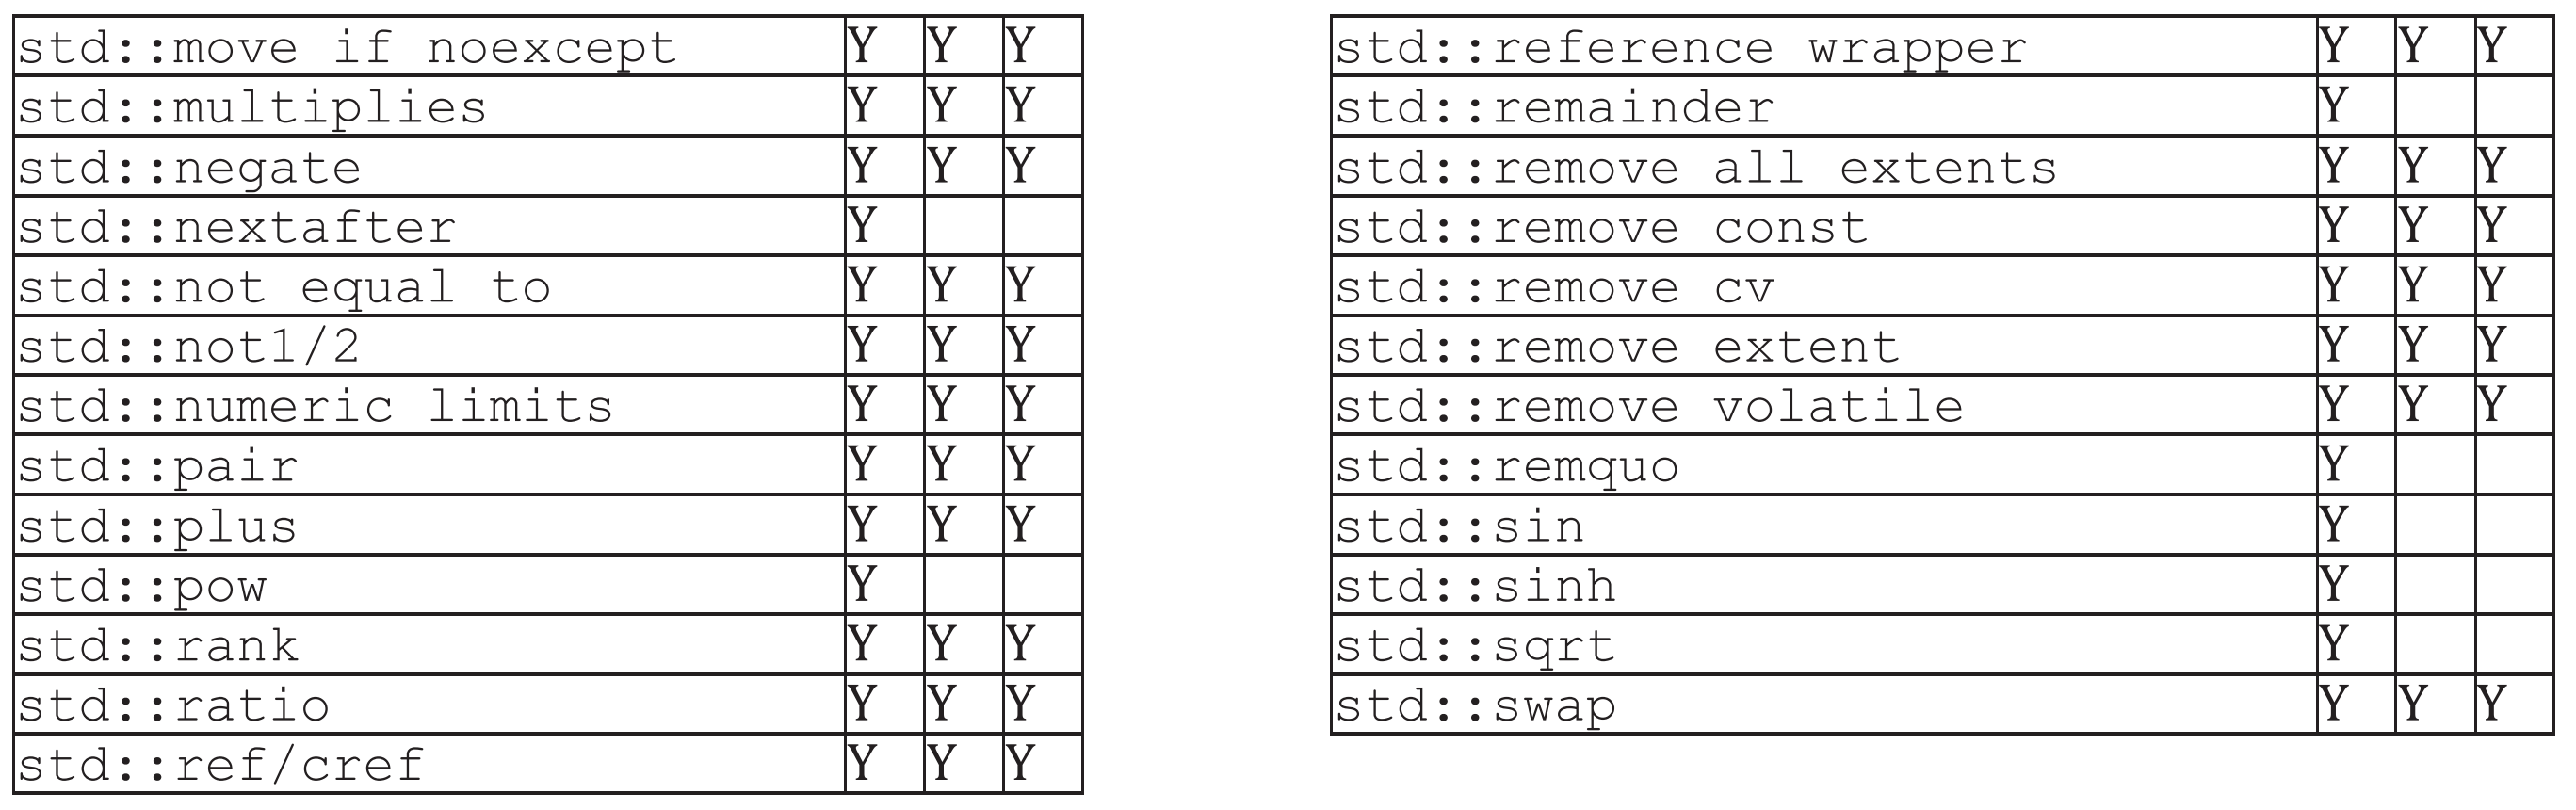 std::move if noexcept Y Y Y
std::multiplies Y Y Y
std::negate Y Y Y
std::nextafter Y
std::not equal to Y Y Y
std::not1/2 Y Y Y
std::numeric limits Y Y Y
std::pair Y Y Y
std::plus Y Y Y
std::pow Y
std::rank Y Y Y
std::ratio Y Y Y
std::ref/cref Y Y Y
std::reference wrapper Y Y Y
std::remainder Y
std::remove all extents Y Y Y
std::remove const Y Y Y
std::remove cv Y Y Y
std::remove extent Y Y Y
std::remove volatile Y Y Y
std::remquo Y
std::sin Y
std::sinh Y
std::sqrt Y
std::swap Y Y Y